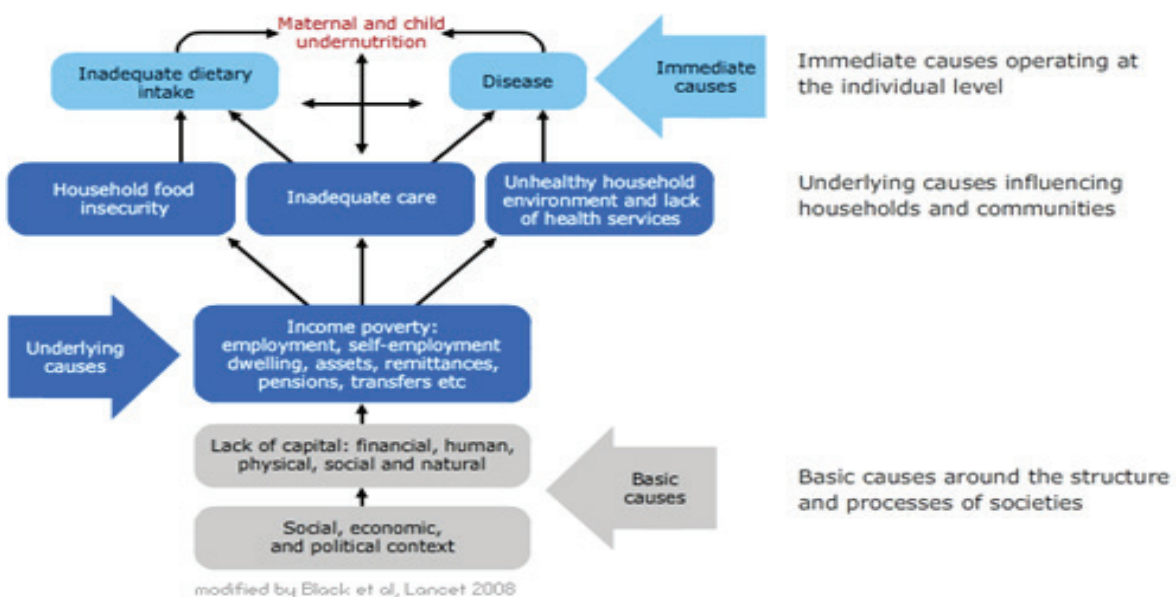 Maternal and child
undernutrition
Inadequate dietary
intake
Disease
Immediate
causes
Immediate causes operating at
the individual level
Household food
insecurity
Inadequate care
Unhealthy household
environment and lack
of health services
Underlying causes influencing
households and communities
Underlying
causes
Income poverty:
employment, self-employment
dwelling, assets, remittances,
pensions, transfers etc
Lack of capital: financial, human,
physical, social and natural
Basic
causes
Basic causes around the structure
and processes of societies
Social, economic,
and political context
modified by Black et al, Lancet 2008